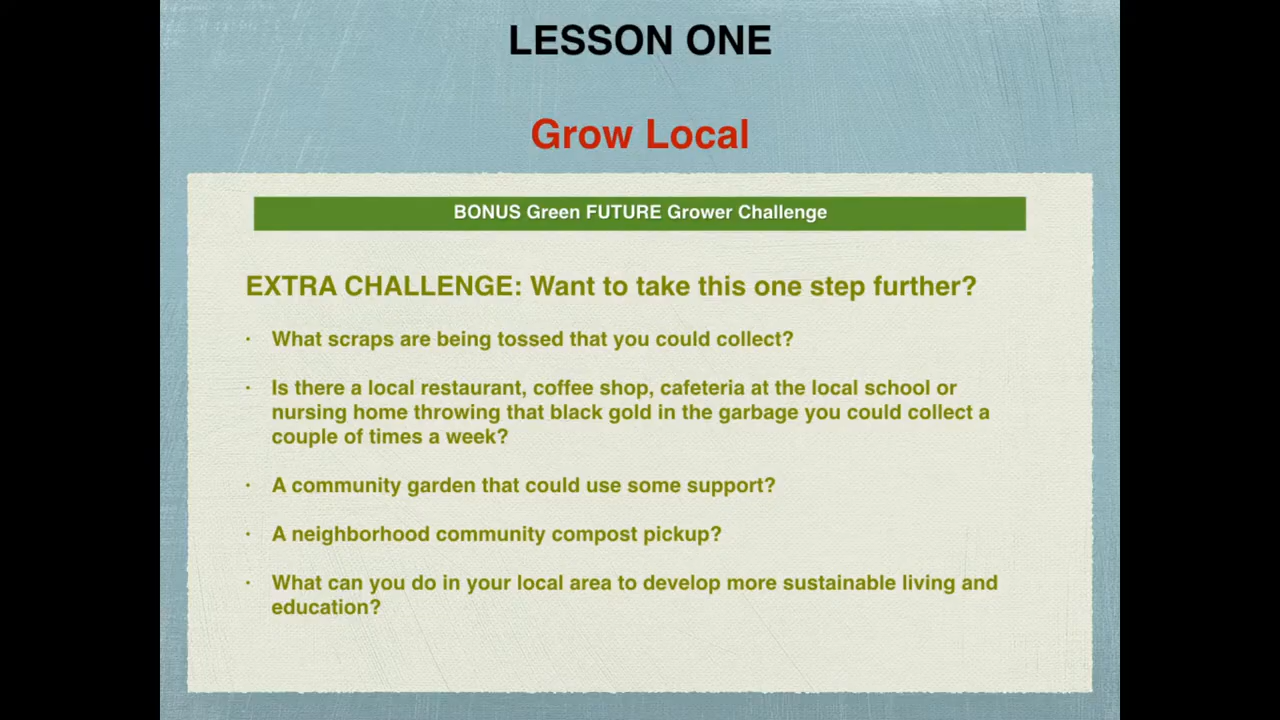 LESSON ONE
Grow Local
BONUS Green FUTURE Grower Challenge
EXTRA CHALLENGE: Want to take this one step further?
· What scraps are being tossed that you could collect?
· Is there a local restaurant, coffee shop, cafeteria at the local school or
nursing home throwing that black gold in the garbage you could collect a
couple of times a week?
· A community garden that could use some support?
· A neighborhood community compost pickup?
· What can you do in your local area to develop more sustainable living and
education?